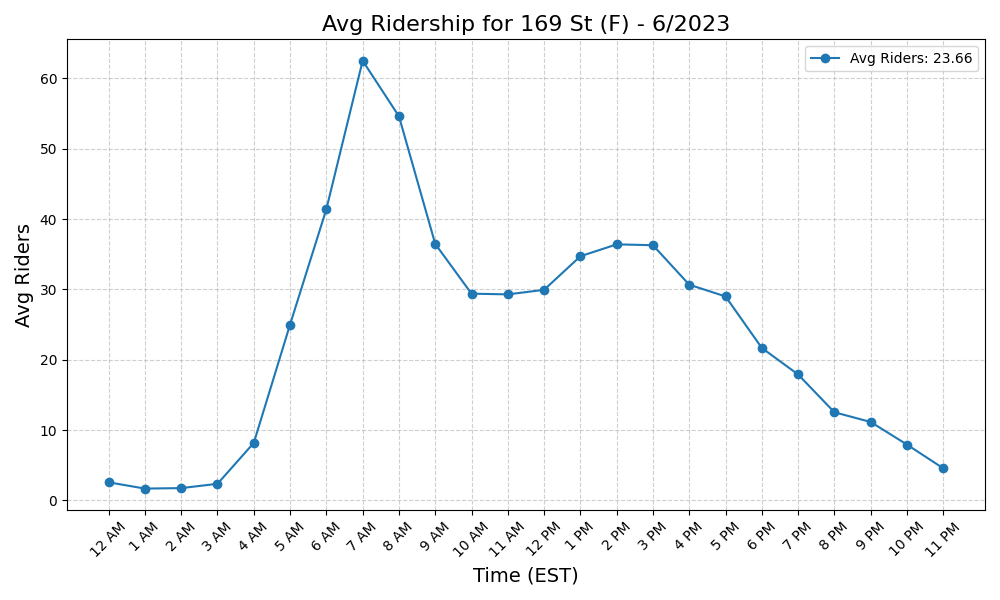 Avg Ridership for 169 St (F) - 6/2023
Avg Riders: 23.66
Avg Riders
60
50
40
30
20
10
0
12 AM
1 AM
2 AM
3 AM
4 AM
5 AM
6 AM
7 AM
8 AM
9 AM
10 AM
11 AM
12 PM
1 PM
2 PM
3 PM
4 PM
5 PM
6 PM
7 PM
8 PM
9 PM
10 PM
11 PM
Time (EST)